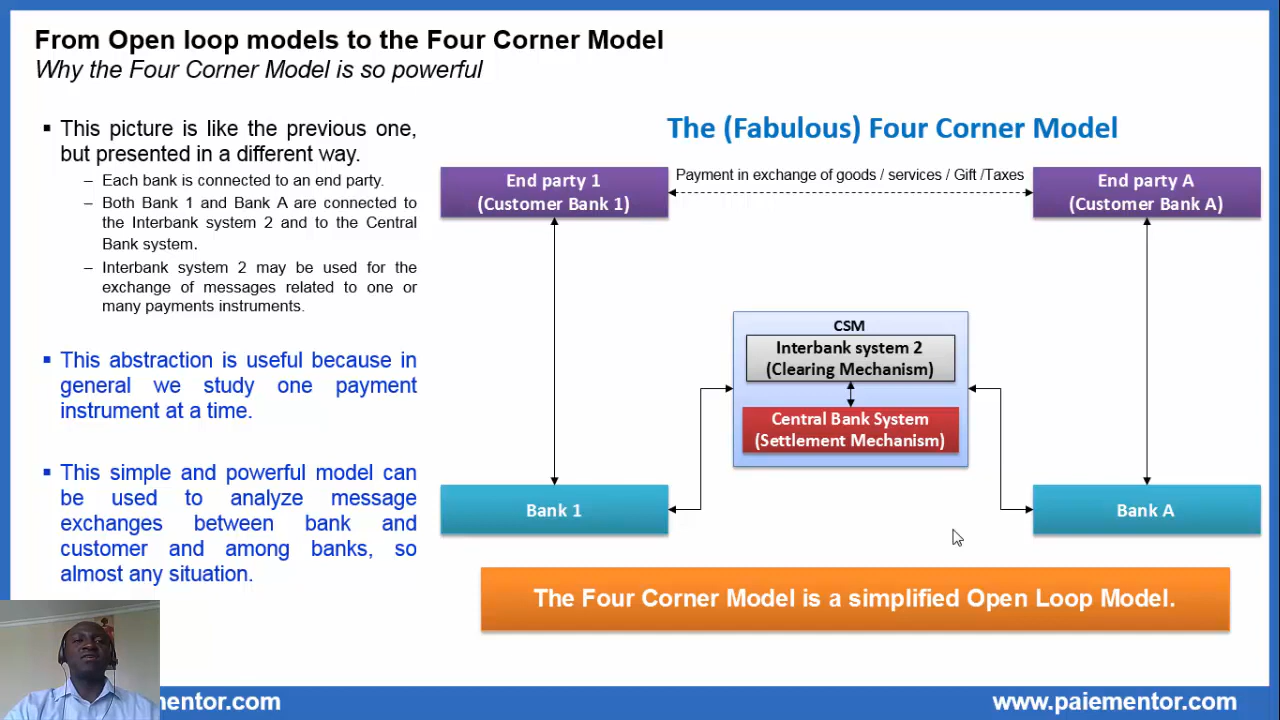 From Open loop models to the Four Corner Model
Why the Four Corner Model is so powerful
▪ This picture is like the previous one,
but presented in a different way.
– Each bank is connected to an end party.
– Both Bank 1 and Bank A are connected to
the Interbank system 2 and to the Central
Bank system.
– Interbank system 2 may be used for the
exchange of messages related to one or
many payments instruments.
▪ This abstraction is useful because in
general we study one payment
instrument at a time.
▪ This simple and powerful model can
be used to analyze message
exchanges between bank and
customer and among banks, so
almost any situation.
The (Fabulous) Four Corner Model
End party 1
(Customer Bank 1)
Payment in exchange of goods / services / Gift /Taxes
End party A
(Customer Bank A)
CSM
Interbank system 2
(Clearing Mechanism)
Central Bank System
(Settlement Mechanism)
Bank 1
Bank A
The Four Corner Model is a simplified Open Loop Model.
mentor.com
www.paiementor.com